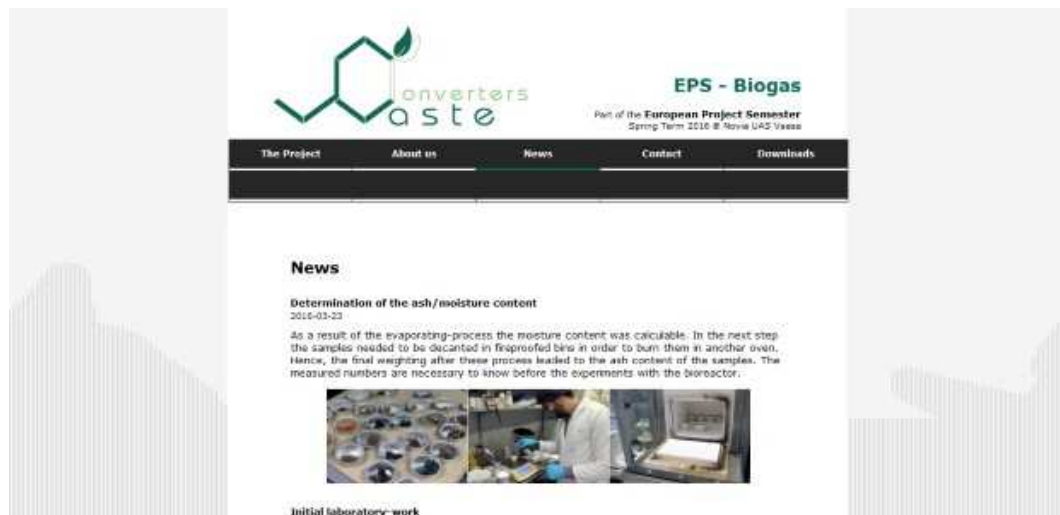 onverters
aste
EPS - Biogas
Part of the European Project Semester
Spring Term 2016 @ Novia UAS Vaasa
The Project About us News Contact Downloads
News
Determination of the ash/moisture content
2016-03-23
As a result of the evaporating-process the moisture content was calculable. In the next step
the samples needed to be decanted in fireproofed bins in order to burn them in another oven.
Hence, the final weighting after these process leaded to the ash content of the samples. The
measured numbers are necessary to know before the experiments with the bioreactor.
Initial laboratory-work